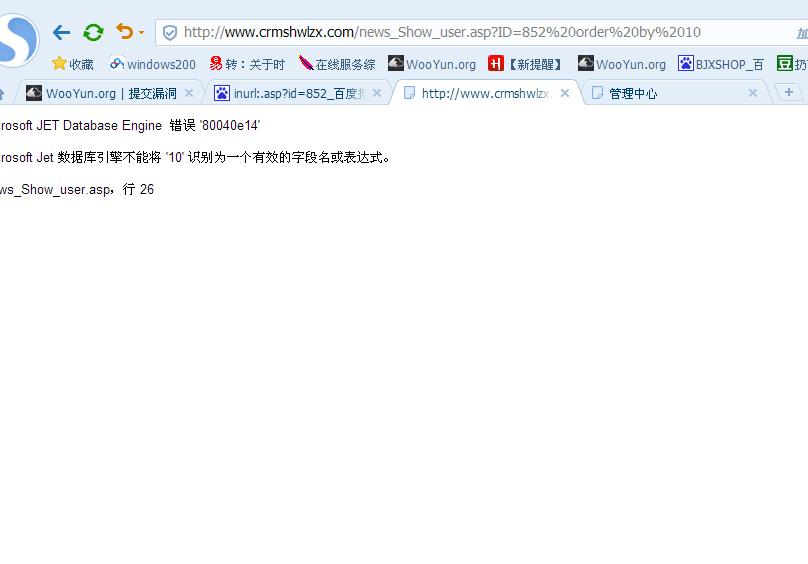 http://www.crmshwlzx.com/news_Show_user.asp?ID=852%20order%20by%2010
收藏 windows200 转：关于时 在线服务综 WooYun.org 【新提醒】 WooYun.org BJXSHOP_百
WooYun.org | 提交漏洞 inurl:.asp?id=852_百度 http://www.crmshwlzx. 管理中心
rosoft JET Database Engine 错误 '80040e14'
rosoft Jet 数据库引擎不能将 '10' 识别为一个有效的字段名或表达式。
ws_Show_user.asp，行 26